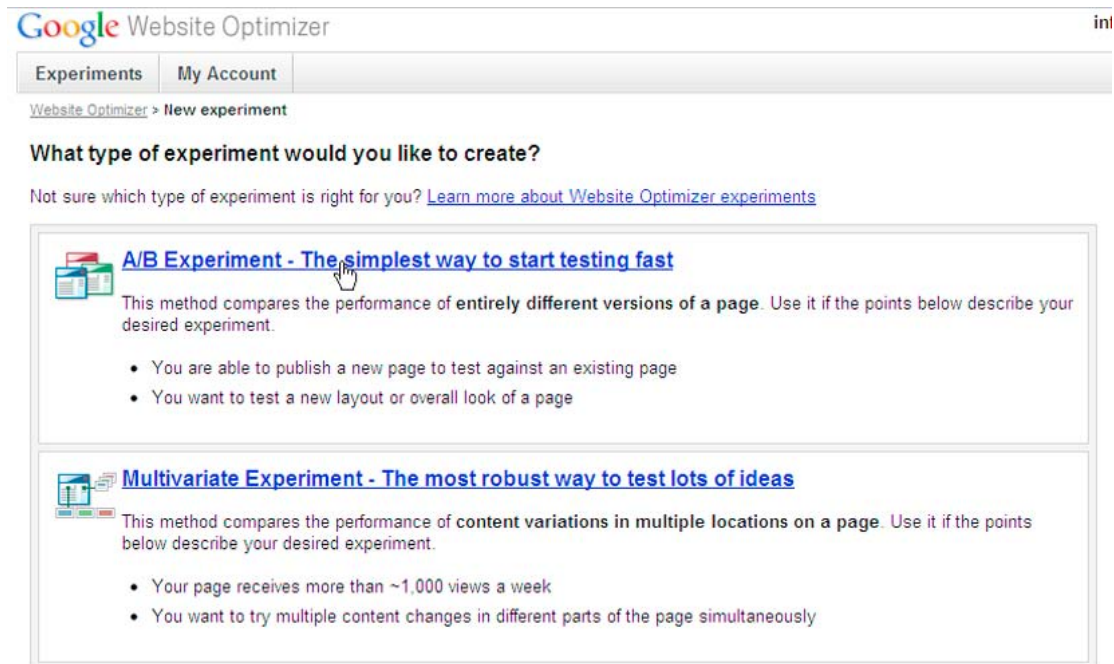 Google Website Optimizer
Experiments My Account
Website Optimizer > New experiment
What type of experiment would you like to create?
Not sure which type of experiment is right for you? Learn more about Website Optimizer experiments
A/B Experiment - The simplest way to start testing fast
This method compares the performance of entirely different versions of a page. Use it if the points below describe your
desired experiment.
• You are able to publish a new page to test against an existing page
• You want to test a new layout or overall look of a page
Multivariate Experiment - The most robust way to test lots of ideas
This method compares the performance of content variations in multiple locations on a page. Use it if the points
below describe your desired experiment.
• Your page receives more than ~1,000 views a week
• You want to try multiple content changes in different parts of the page simultaneously